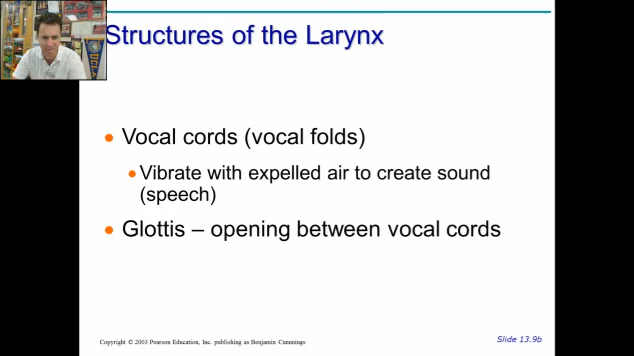 Structures of the Larynx
Vocal cords (vocal folds)
Vibrate with expelled air to create sound
(speech)
Glottis – opening between vocal cords
Copyright © 2003 Pearson Education, Inc. publishing as Benjamin Cummings
Slide 13.9b